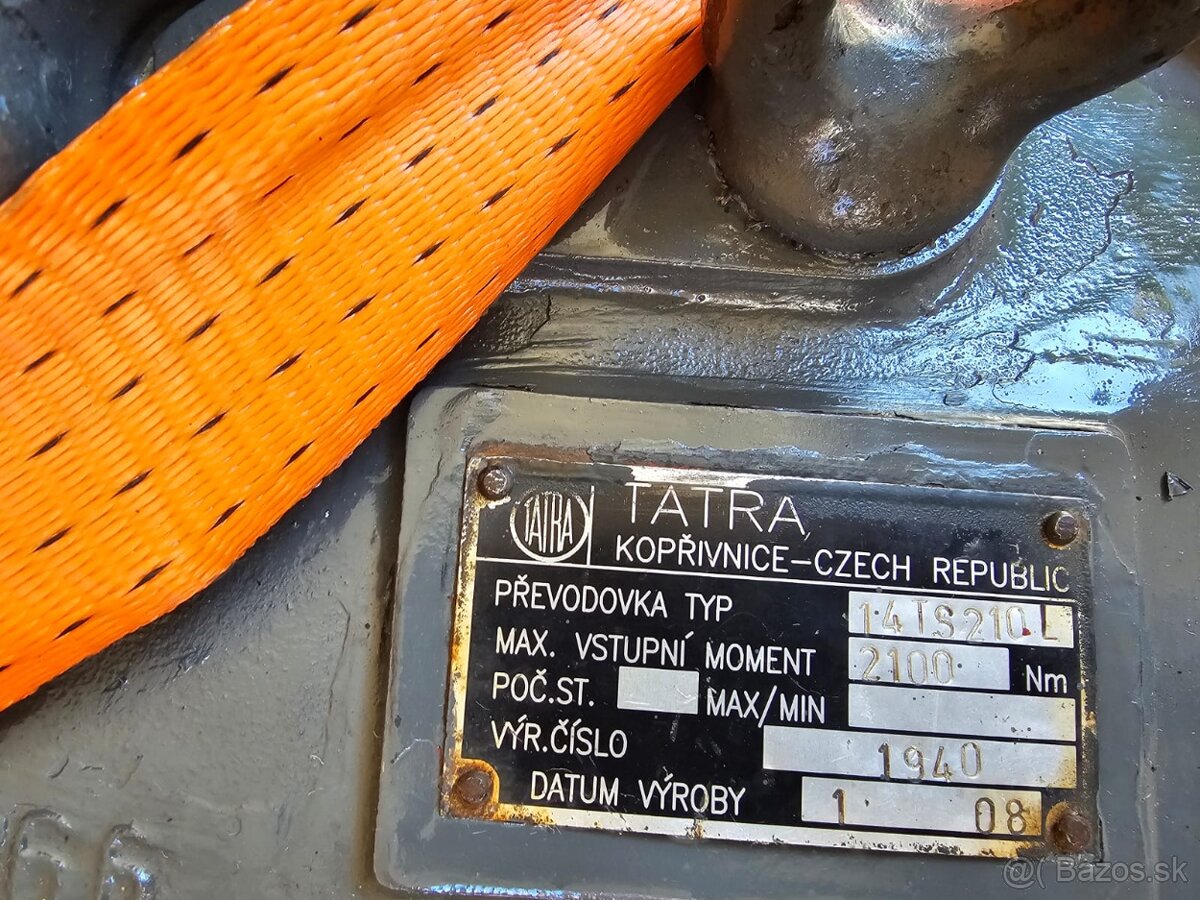 TATRA TATRA
KOPŘIVNICE-CZECH REPUBLIC
PŘEVODOVKA TYP 14TS210L
MAX. VSTUPNÍ MOMENT 2100 Nm
POČ.ST. MAX/MIN
VÝR.ČÍSLO 1940
DATUM VÝROBY 1 08
@( Bazos.sk